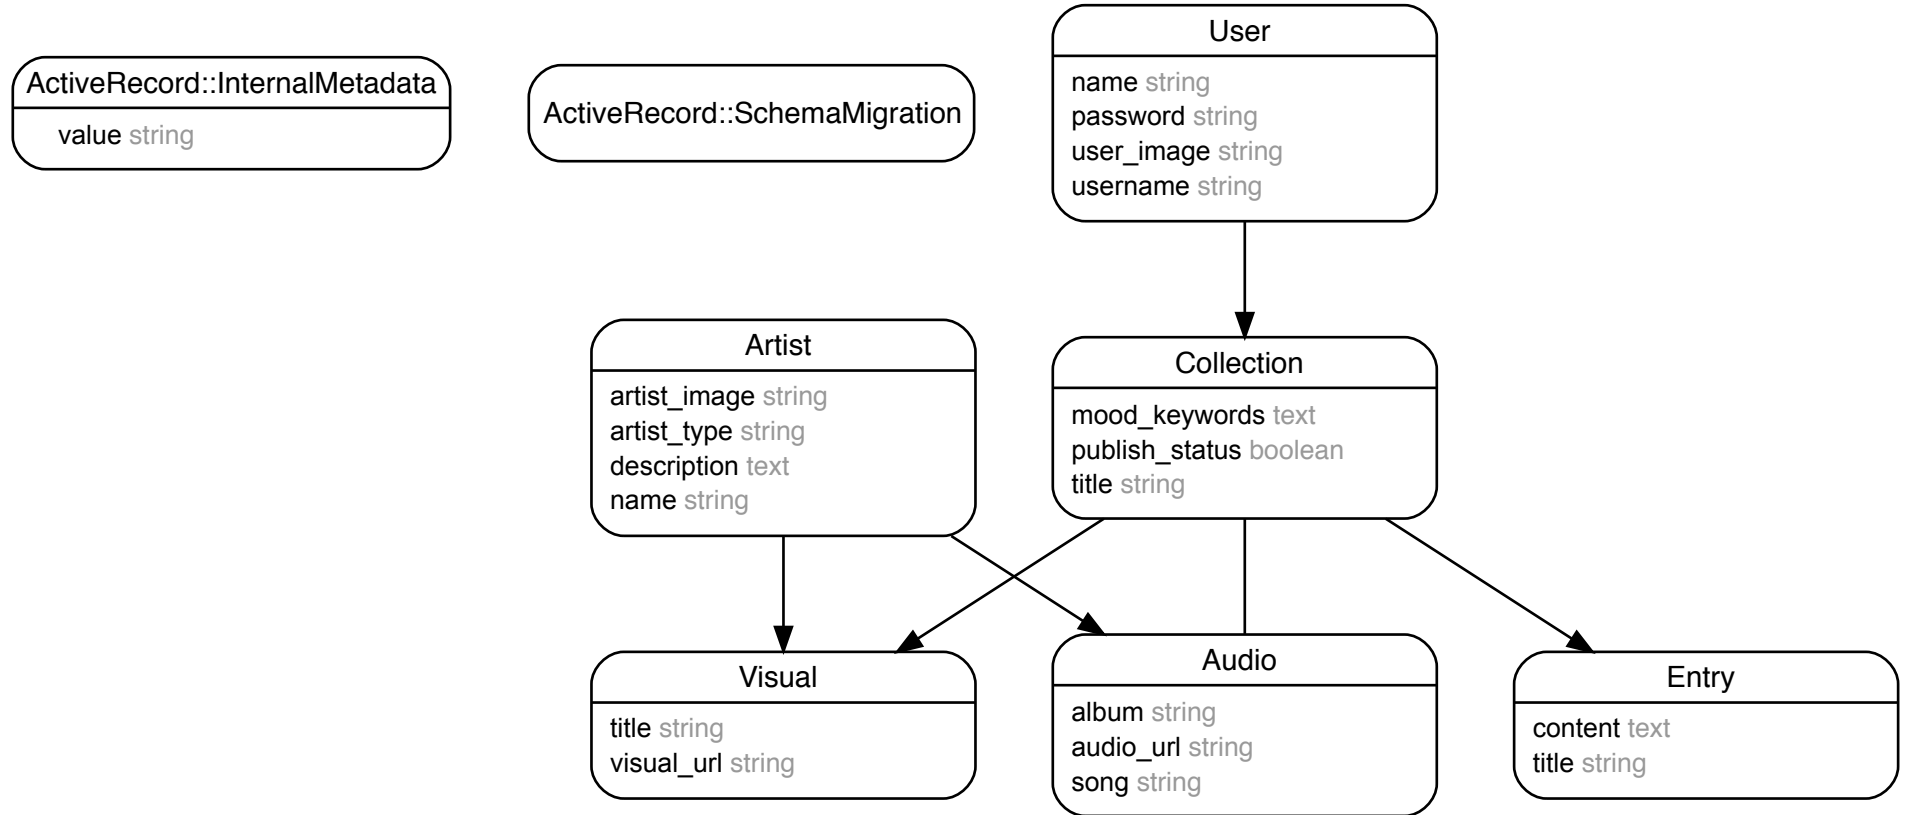 ActiveRecord::InternalMetadata
value string
ActiveRecord::SchemaMigration
User
name string
password string
user_image string
username string
Artist
artist_image string
artist_type string
description text
name string
Collection
mood_keywords text
publish_status boolean
title string
Visual
title string
visual_url string
Audio
album string
audio_url string
song string
Entry
content text
title string